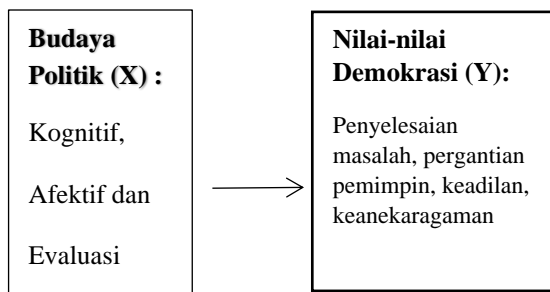 Budaya
Politik (X) :
Kognitif,
Afektif dan
Evaluasi
Nilai-nilai
Demokrasi (Y):
Penyelesaian
masalah, pergantian
pemimpin, keadilan,
keanekaragaman